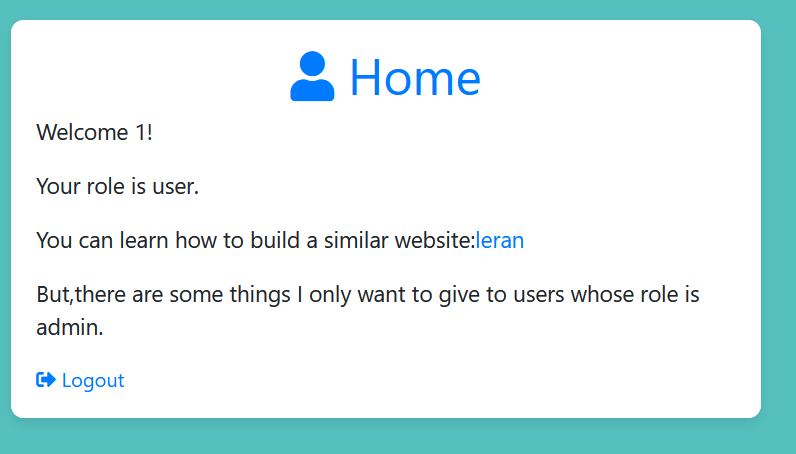 Home
Welcome 1!
Your role is user.
You can learn how to build a similar website:leran
But,there are some things I only want to give to users whose role is
admin.
Logout